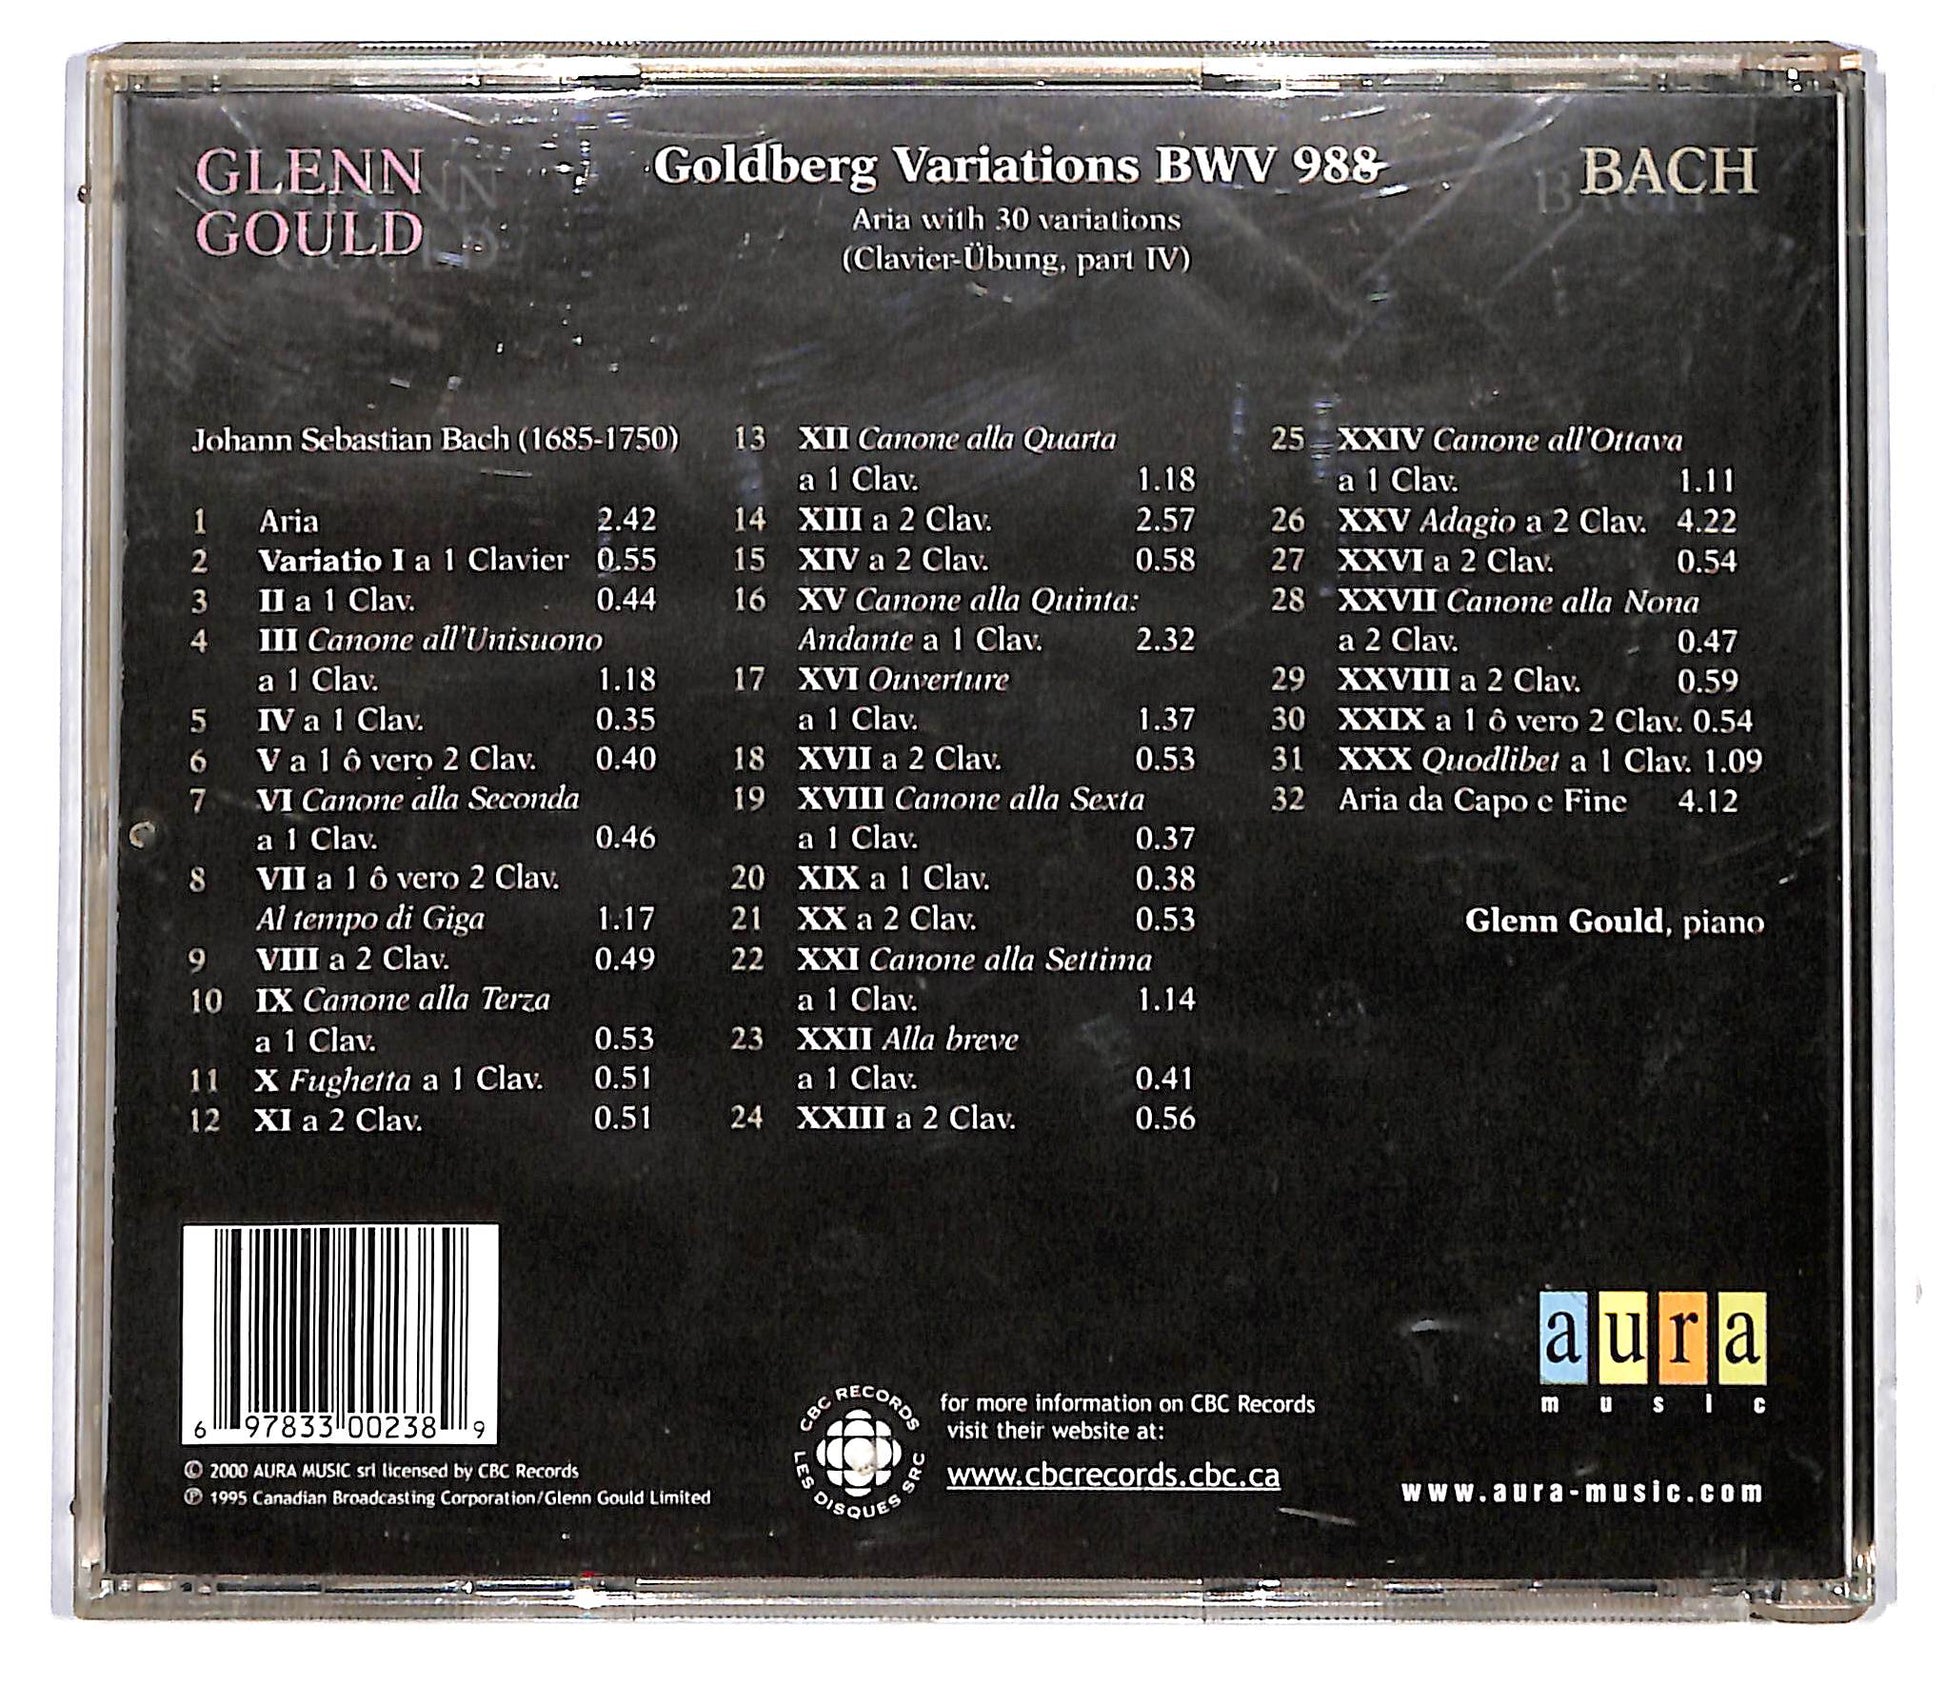 GLENN
GOULD
Goldberg Variations BWV 988
Aria with 30 variations
(Clavier-Übung, part IV)
BACH
Johann Sebastian Bach (1685-1750)
1 Aria 2.42
2 Variatio I a 1 Clavier 0.55
3 II a 1 Clav. 0.44
4 III Canone all'Unisuono
a 1 Clav. 1.18
5 IV a 1 Clav. 0.35
6 V a 1 ô vero 2 Clav. 0.40
7 VI Canone alla Seconda
a 1 Clav. 0.46
8 VII a 1 ô vero 2 Clav.
Al tempo di Giga 1.17
9 VIII a 2 Clav. 0.49
10 IX Canone alla Terza
a 1 Clav. 0.53
11 X Fughetta a 1 Clav. 0.51
12 XI a 2 Clav. 0.51
13 XII Canone alla Quarta
a 1 Clav. 1.18
14 XIII a 2 Clav. 2.57
15 XIV a 2 Clav. 0.58
16 XV Canone alla Quinta:
Andante a 1 Clav. 2.32
17 XVI Ouverture
a 1 Clav. 1.37
18 XVII a 2 Clav. 0.53
19 XVIII Canone alla Sexta
a 1 Clav. 0.37
20 XIX a 1 Clav. 0.38
21 XX a 2 Clav. 0.53
22 XXI Canone alla Settima
a 1 Clav. 1.14
23 XXII Alla breve
a 1 Clav. 0.41
24 XXIII a 2 Clav. 0.56
25 XXIV Canone all'Ottava
a 1 Clav. 1.11
26 XXV Adagio a 2 Clav. 4.22
27 XXVI a 2 Clav. 0.54
28 XXVII Canone alla Nona
a 2 Clav. 0.47
29 XXVIII a 2 Clav. 0.59
30 XXIX a 1 ô vero 2 Clav. 0.54
31 XXX Quodlibet a 1 Clav. 1.09
32 Aria da Capo e Fine 4.12
Glenn Gould, piano
6 97833 00238 9
© 2000 AURA MUSIC srl licensed by CBC Records
℗ 1995 Canadian Broadcasting Corporation/Glenn Gould Limited
CBC RECORDS
LES DISQUES SRC
for more information on CBC Records
visit their website at:
www.cbcrecords.cbc.ca
aura
music
www.aura-music.com